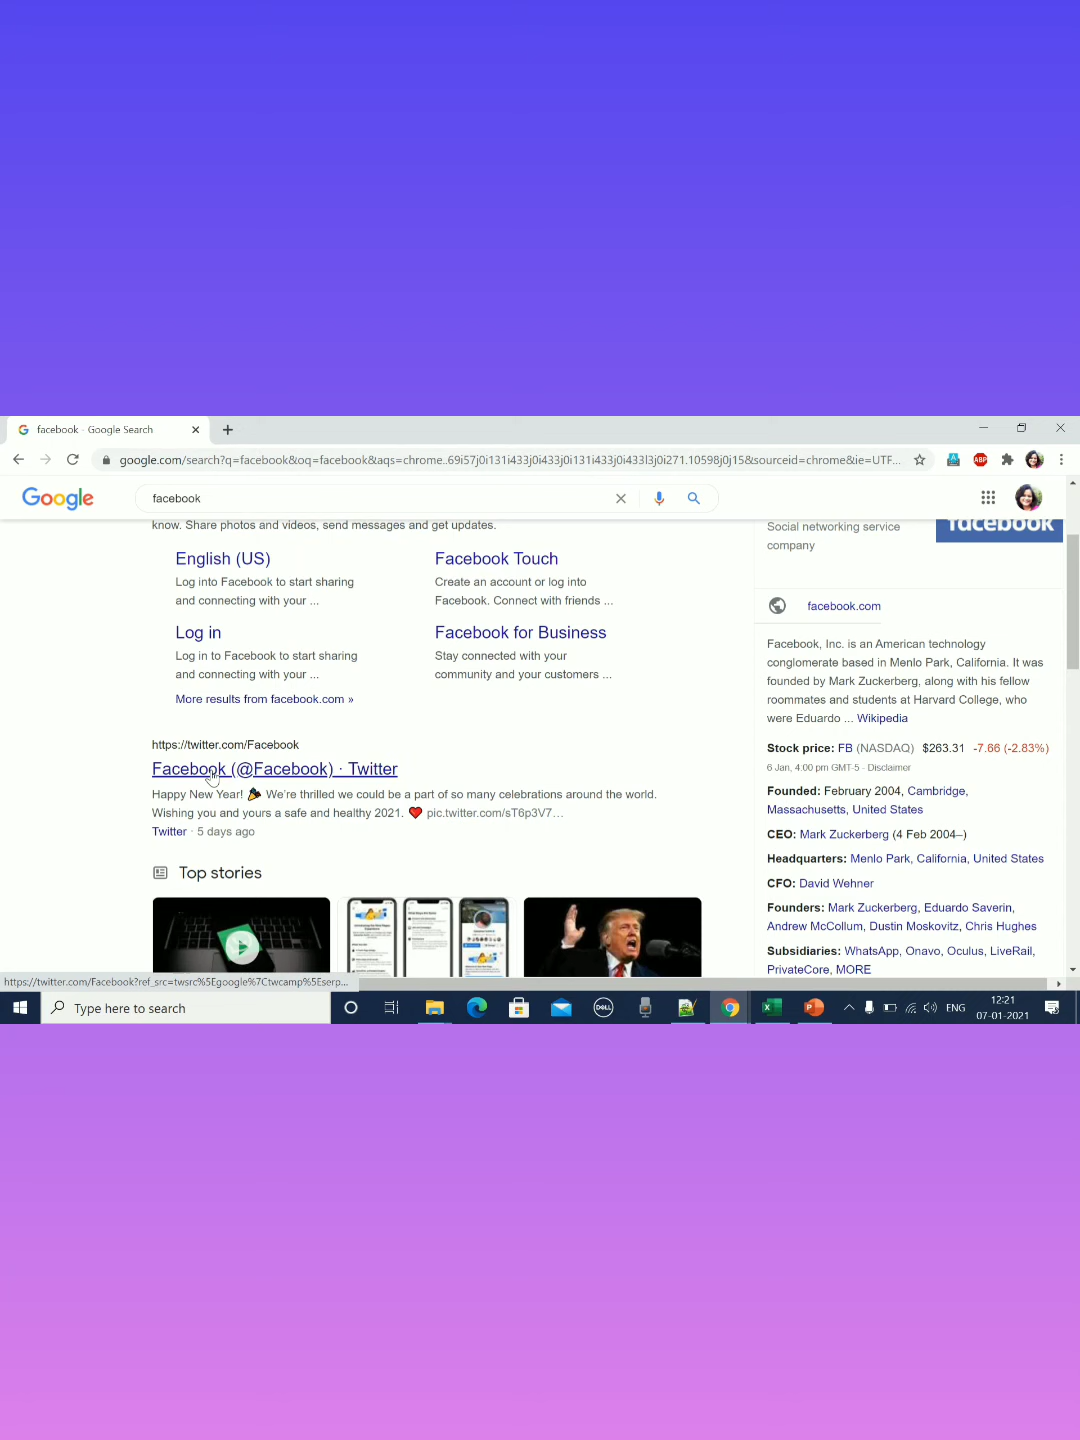 facebook - Google Search
google.com/search?q=facebook&oq=facebook&aqs=chrome..69i57j0i131i433j0i433j0i131i433j0i433l3j0i271.10598j0j15&sourceid=chrome&ie=UTF...
ABP
Google
facebook
know. Share photos and videos, send messages and get updates.
English (US)
Log into Facebook to start sharing
and connecting with your ...
Facebook Touch
Create an account or log into
Facebook. Connect with friends ...
Log in
Log in to Facebook to start sharing
and connecting with your ...
Facebook for Business
Stay connected with your
community and your customers ...
More results from facebook.com »
https://twitter.com/Facebook
Facebook (@Facebook) · Twitter
Happy New Year! 🎉 We're thrilled we could be a part of so many celebrations around the world.
Wishing you and yours a safe and healthy 2021. ❤️ pic.twitter.com/sT6p3V7...
Twitter · 5 days ago
Top stories
Social networking service
company
facebook
facebook.com
Facebook, Inc. is an American technology
conglomerate based in Menlo Park, California. It was
founded by Mark Zuckerberg, along with his fellow
roommates and students at Harvard College, who
were Eduardo ... Wikipedia
Stock price: FB (NASDAQ) $263.31 -7.66 (-2.83%)
6 Jan, 4:00 pm GMT-5 - Disclaimer
Founded: February 2004, Cambridge,
Massachusetts, United States
CEO: Mark Zuckerberg (4 Feb 2004–)
Headquarters: Menlo Park, California, United States
CFO: David Wehner
Founders: Mark Zuckerberg, Eduardo Saverin,
Andrew McCollum, Dustin Moskovitz, Chris Hughes
Subsidiaries: WhatsApp, Onavo, Oculus, LiveRail,
PrivateCore, MORE
https://twitter.com/Facebook?ref_src=twsrc%5Egoogle%7Ctwcamp%5Eserp...
Type here to search
DELL
ENG
12:21
07-01-2021